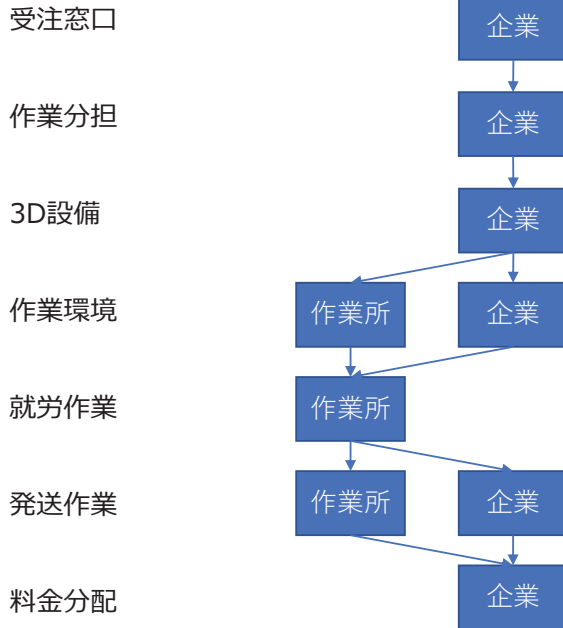 受注窓口 企業
作業分担 企業
3D設備 企業
作業環境 作業所 企業
就労作業 作業所
発送作業 作業所 企業
料金分配 企業